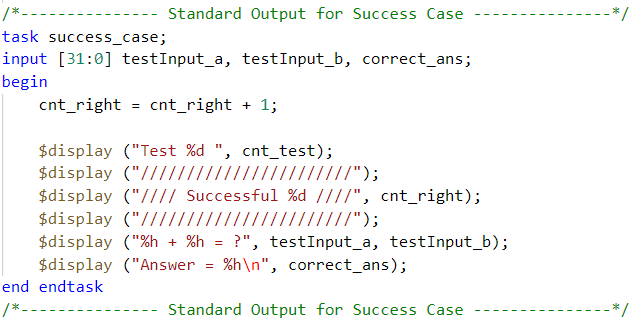 /*--------------- Standard Output for Success Case ---------------*/
task success_case;
input [31:0] testInput_a, testInput_b, correct_ans;
begin
    cnt_right = cnt_right + 1;

    $display ("Test %d ", cnt_test);
    $display ("///////////////////////");
    $display ("//// Successful %d ////", cnt_right);
    $display ("///////////////////////");
    $display ("%h + %h = ?", testInput_a, testInput_b);
    $display ("Answer = %h\n", correct_ans);
end endtask
/*--------------- Standard Output for Success Case ---------------*/